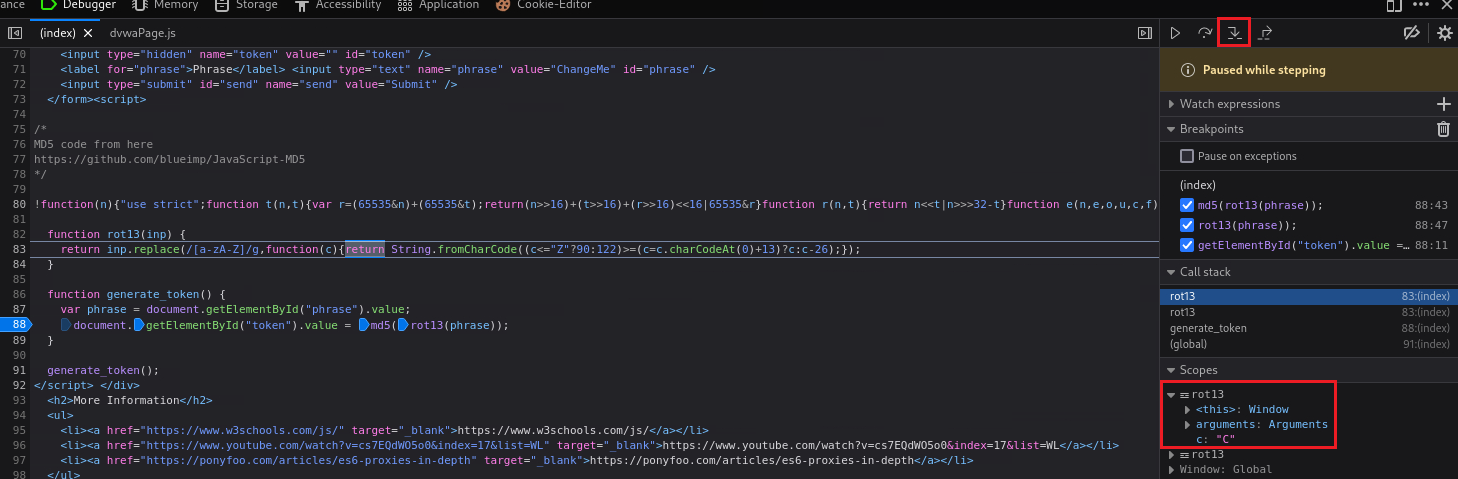 ance Debugger Memory Storage Accessibility Application Cookie-Editor
(index) dvwaPage.js
70 <input type="hidden" name="token" value="" id="token" />
71 <label for="phrase">Phrase</label> <input type="text" name="phrase" value="ChangeMe" id="phrase" />
72 <input type="submit" id="send" name="send" value="Submit" />
73 </form><script>
74
75 /*
76 MD5 code from here
77 https://github.com/blueimp/JavaScript-MD5
78 */
79
80 !function(n){"use strict";function t(n,t){var r=(65535&n)+(65535&t);return(n>>16)+(t>>16)+(r>>16)<<16|65535&r}function r(n,t){return n<<t|n>>>32-t}function e(n,e,o,u,c,f)
81
82 function rot13(inp) {
83 return inp.replace(/[a-zA-Z]/g,function(c){return String.fromCharCode((c<="Z"?90:122)>=(c=c.charCodeAt(0)+13)?c:c-26);});
84 }
85
86 function generate_token() {
87 var phrase = document.getElementById("phrase").value;
88 document.getElementById("token").value = md5(rot13(phrase));
89 }
90
91 generate_token();
92 </script> </div>
93 <h2>More Information</h2>
94 <ul>
95 <li><a href="https://www.w3schools.com/js/" target="_blank">https://www.w3schools.com/js/</a></li>
96 <li><a href="https://www.youtube.com/watch?v=cs7EQdWO5o0&index=17&list=WL" target="_blank">https://www.youtube.com/watch?v=cs7EQdWO5o0&index=17&list=WL</a></li>
97 <li><a href="https://ponyfoo.com/articles/es6-proxies-in-depth" target="_blank">https://ponyfoo.com/articles/es6-proxies-in-depth</a></li>
98 </ul>
Paused while stepping
Watch expressions
Breakpoints
Pause on exceptions
(index)
md5(rot13(phrase)); 88:43
rot13(phrase)); 88:47
getElementById("token").value =… 88:11
Call stack
rot13 83:(index)
rot13 83:(index)
generate_token 88:(index)
(global) 91:(index)
Scopes
rot13
<this>: Window
arguments: Arguments
c: "C"
rot13
Window: Global